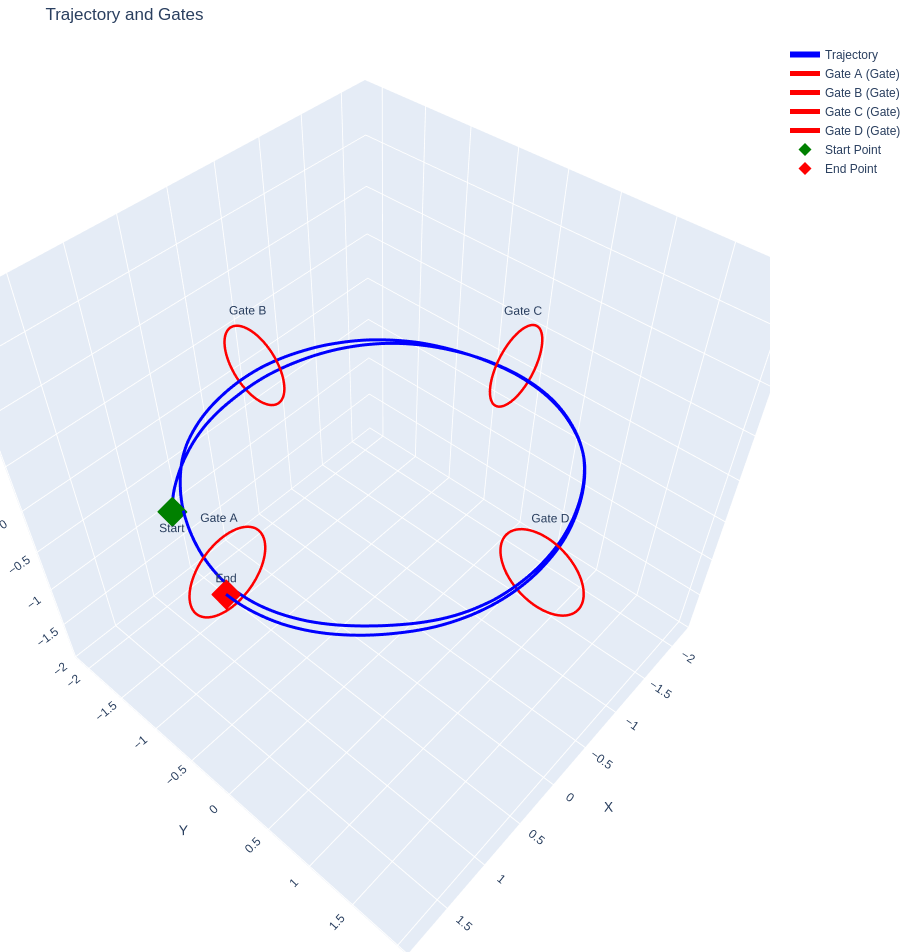 Trajectory and Gates
Trajectory
Gate A (Gate)
Gate B (Gate)
Gate C (Gate)
Gate D (Gate)
Start Point
End Point
Gate B
Gate C
Gate A
Gate D
Start
End
0
−0.5
−1
−1.5
−2
−2
−1.5
−1
−0.5
0
0.5
1
1.5
Y
−2
−1.5
−1
−0.5
0
0.5
1
1.5
X